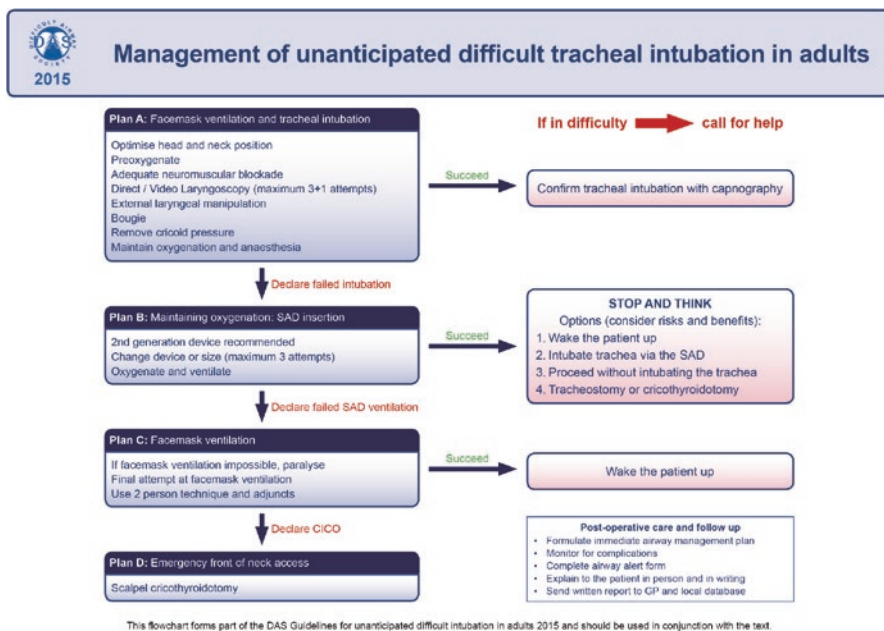 DIFFICULT AIRWAY SOCIETY
DAS
2015
Management of unanticipated difficult tracheal intubation in adults
Plan A: Facemask ventilation and tracheal intubation
Optimise head and neck position
Preoxygenate
Adequate neuromuscular blockade
Direct / Video Laryngoscopy (maximum 3+1 attempts)
External laryngeal manipulation
Bougie
Remove cricoid pressure
Maintain oxygenation and anaesthesia
If in difficulty
call for help
Succeed
Confirm tracheal intubation with capnography
Declare failed intubation
Plan B: Maintaining oxygenation: SAD insertion
2nd generation device recommended
Change device or size (maximum 3 attempts)
Oxygenate and ventilate
Succeed
STOP AND THINK
Options (consider risks and benefits):
1. Wake the patient up
2. Intubate trachea via the SAD
3. Proceed without intubating the trachea
4. Tracheostomy or cricothyroidotomy
Declare failed SAD ventilation
Plan C: Facemask ventilation
If facemask ventilation impossible, paralyse
Final attempt at facemask ventilation
Use 2 person technique and adjuncts
Succeed
Wake the patient up
Declare CICO
Plan D: Emergency front of neck access
Scalpel cricothyroidotomy
Post-operative care and follow up
• Formulate immediate airway management plan
• Monitor for complications
• Complete airway alert form
• Explain to the patient in person and in writing
• Send written report to GP and local database
This flowchart forms part of the DAS Guidelines for unanticipated difficult intubation in adults 2015 and should be used in conjunction with the text.